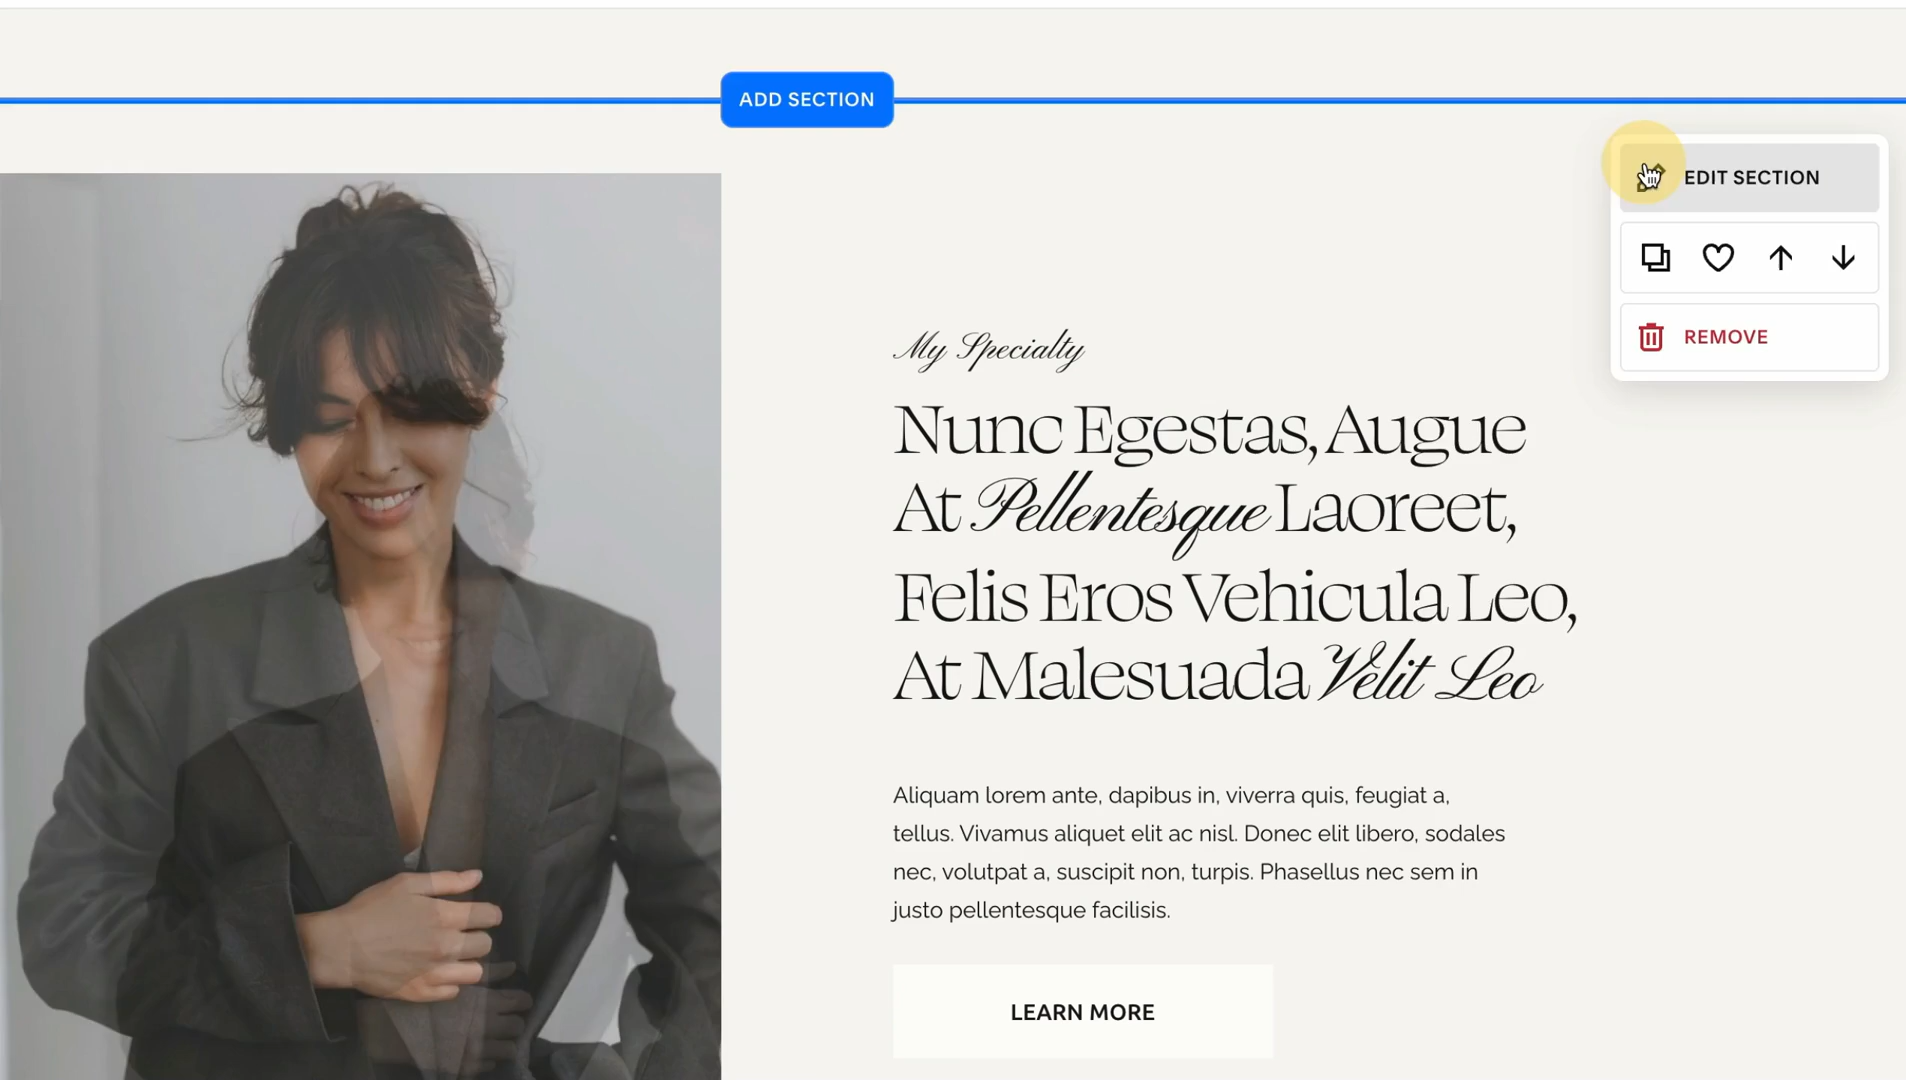 ADD SECTION
EDIT SECTION
REMOVE
My Specialty
Nunc Egestas, Augue
At Pellentesque Laoreet,
Felis Eros Vehicula Leo,
At Malesuada Velit Leo
Aliquam lorem ante, dapibus in, viverra quis, feugiat a,
tellus. Vivamus aliquet elit ac nisl. Donec elit libero, sodales
nec, volutpat a, suscipit non, turpis. Phasellus nec sem in
justo pellentesque facilisis.
LEARN MORE